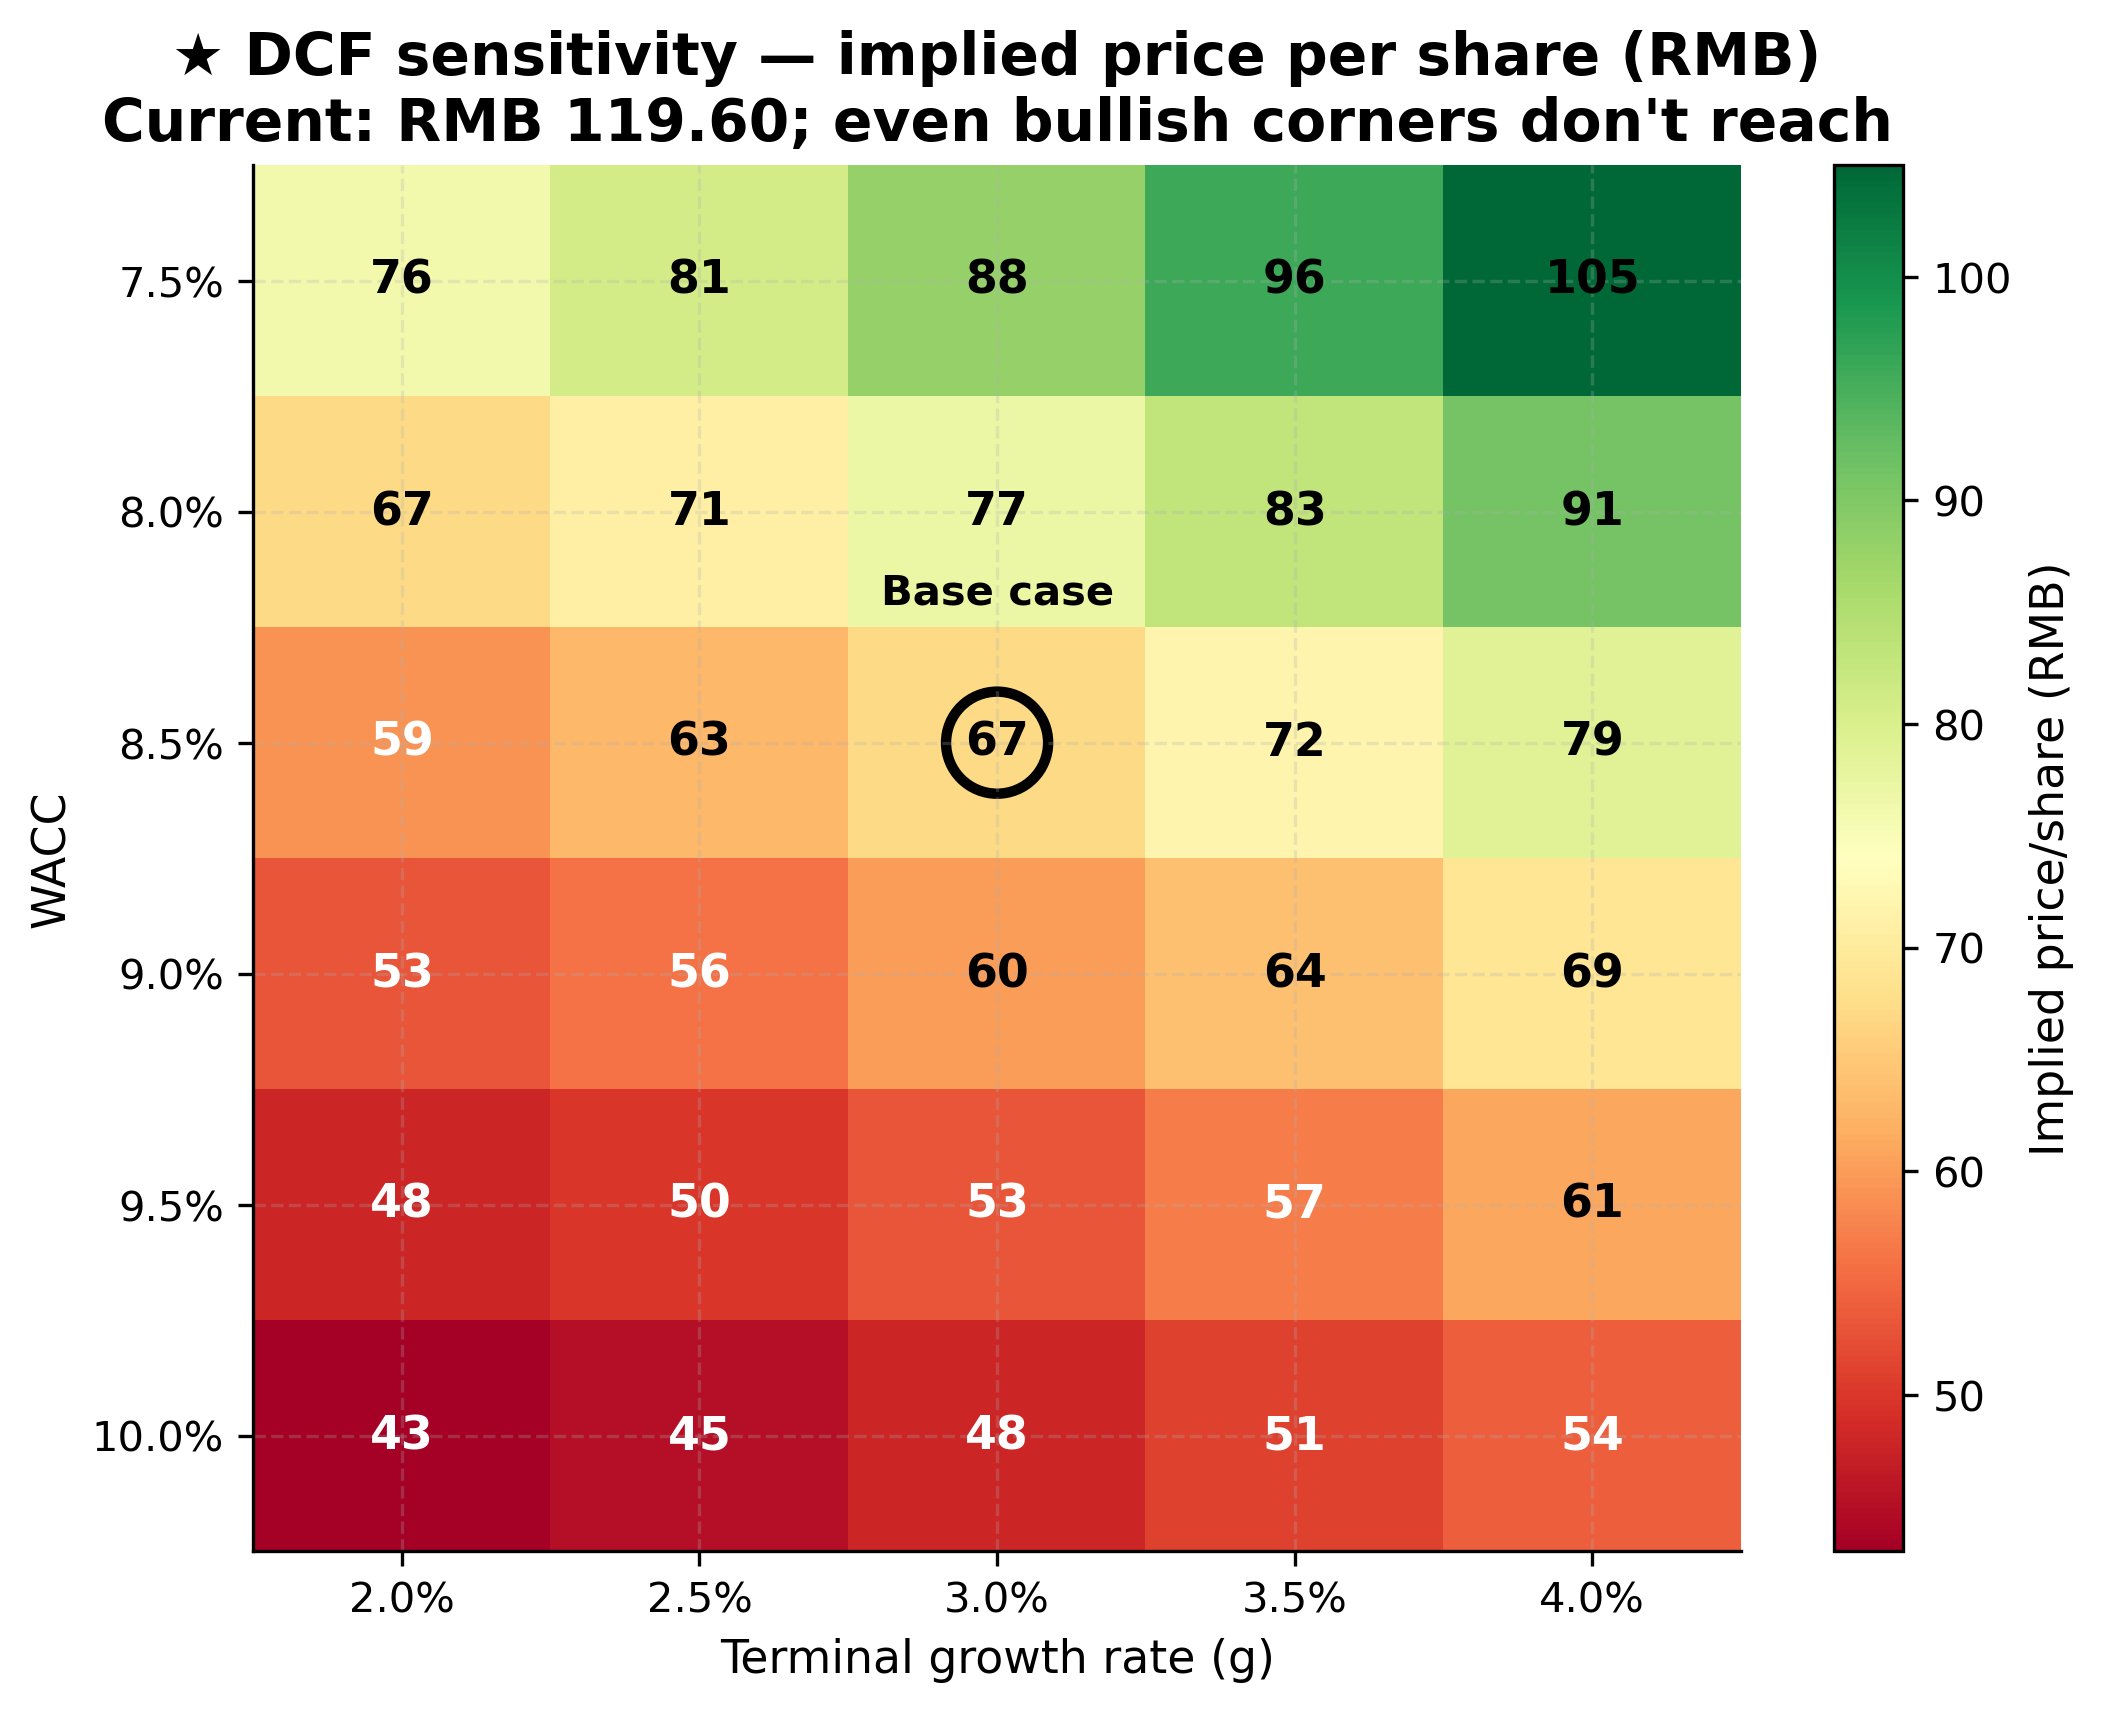 ★ DCF sensitivity — implied price per share (RMB)
Current: RMB 119.60; even bullish corners don't reach
7.5% 76 81 88 96 105
8.0% 67 71 77 83 91
Base case
8.5% 59 63 67 72 79
9.0% 53 56 60 64 69
9.5% 48 50 53 57 61
10.0% 43 45 48 51 54
2.0% 2.5% 3.0% 3.5% 4.0%
Terminal growth rate (g)
WACC
100
90
80
70
60
50
Implied price/share (RMB)